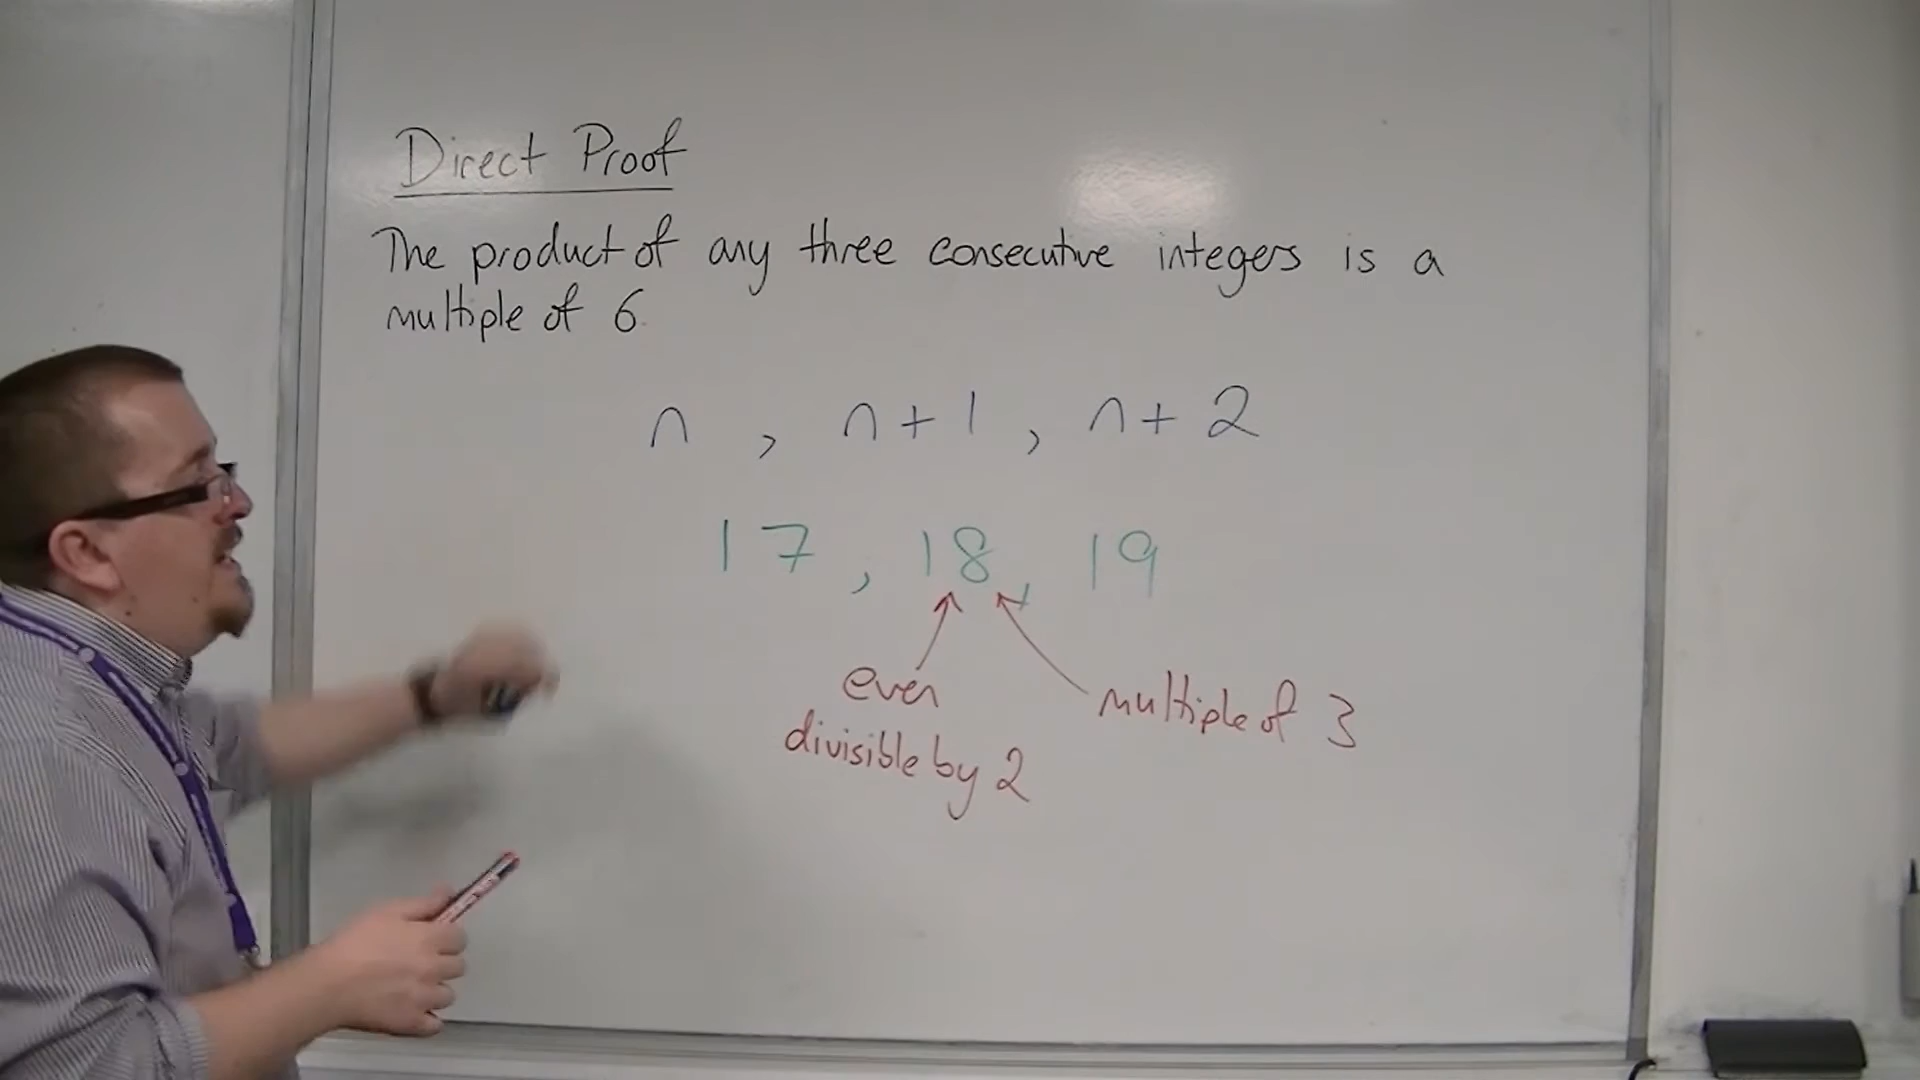 Direct Proof
The product of any three consecutive integers is a
multiple of 6.
n , n+1 , n+2
17 , 18 , 19
even
divisible by 2
multiple of 3